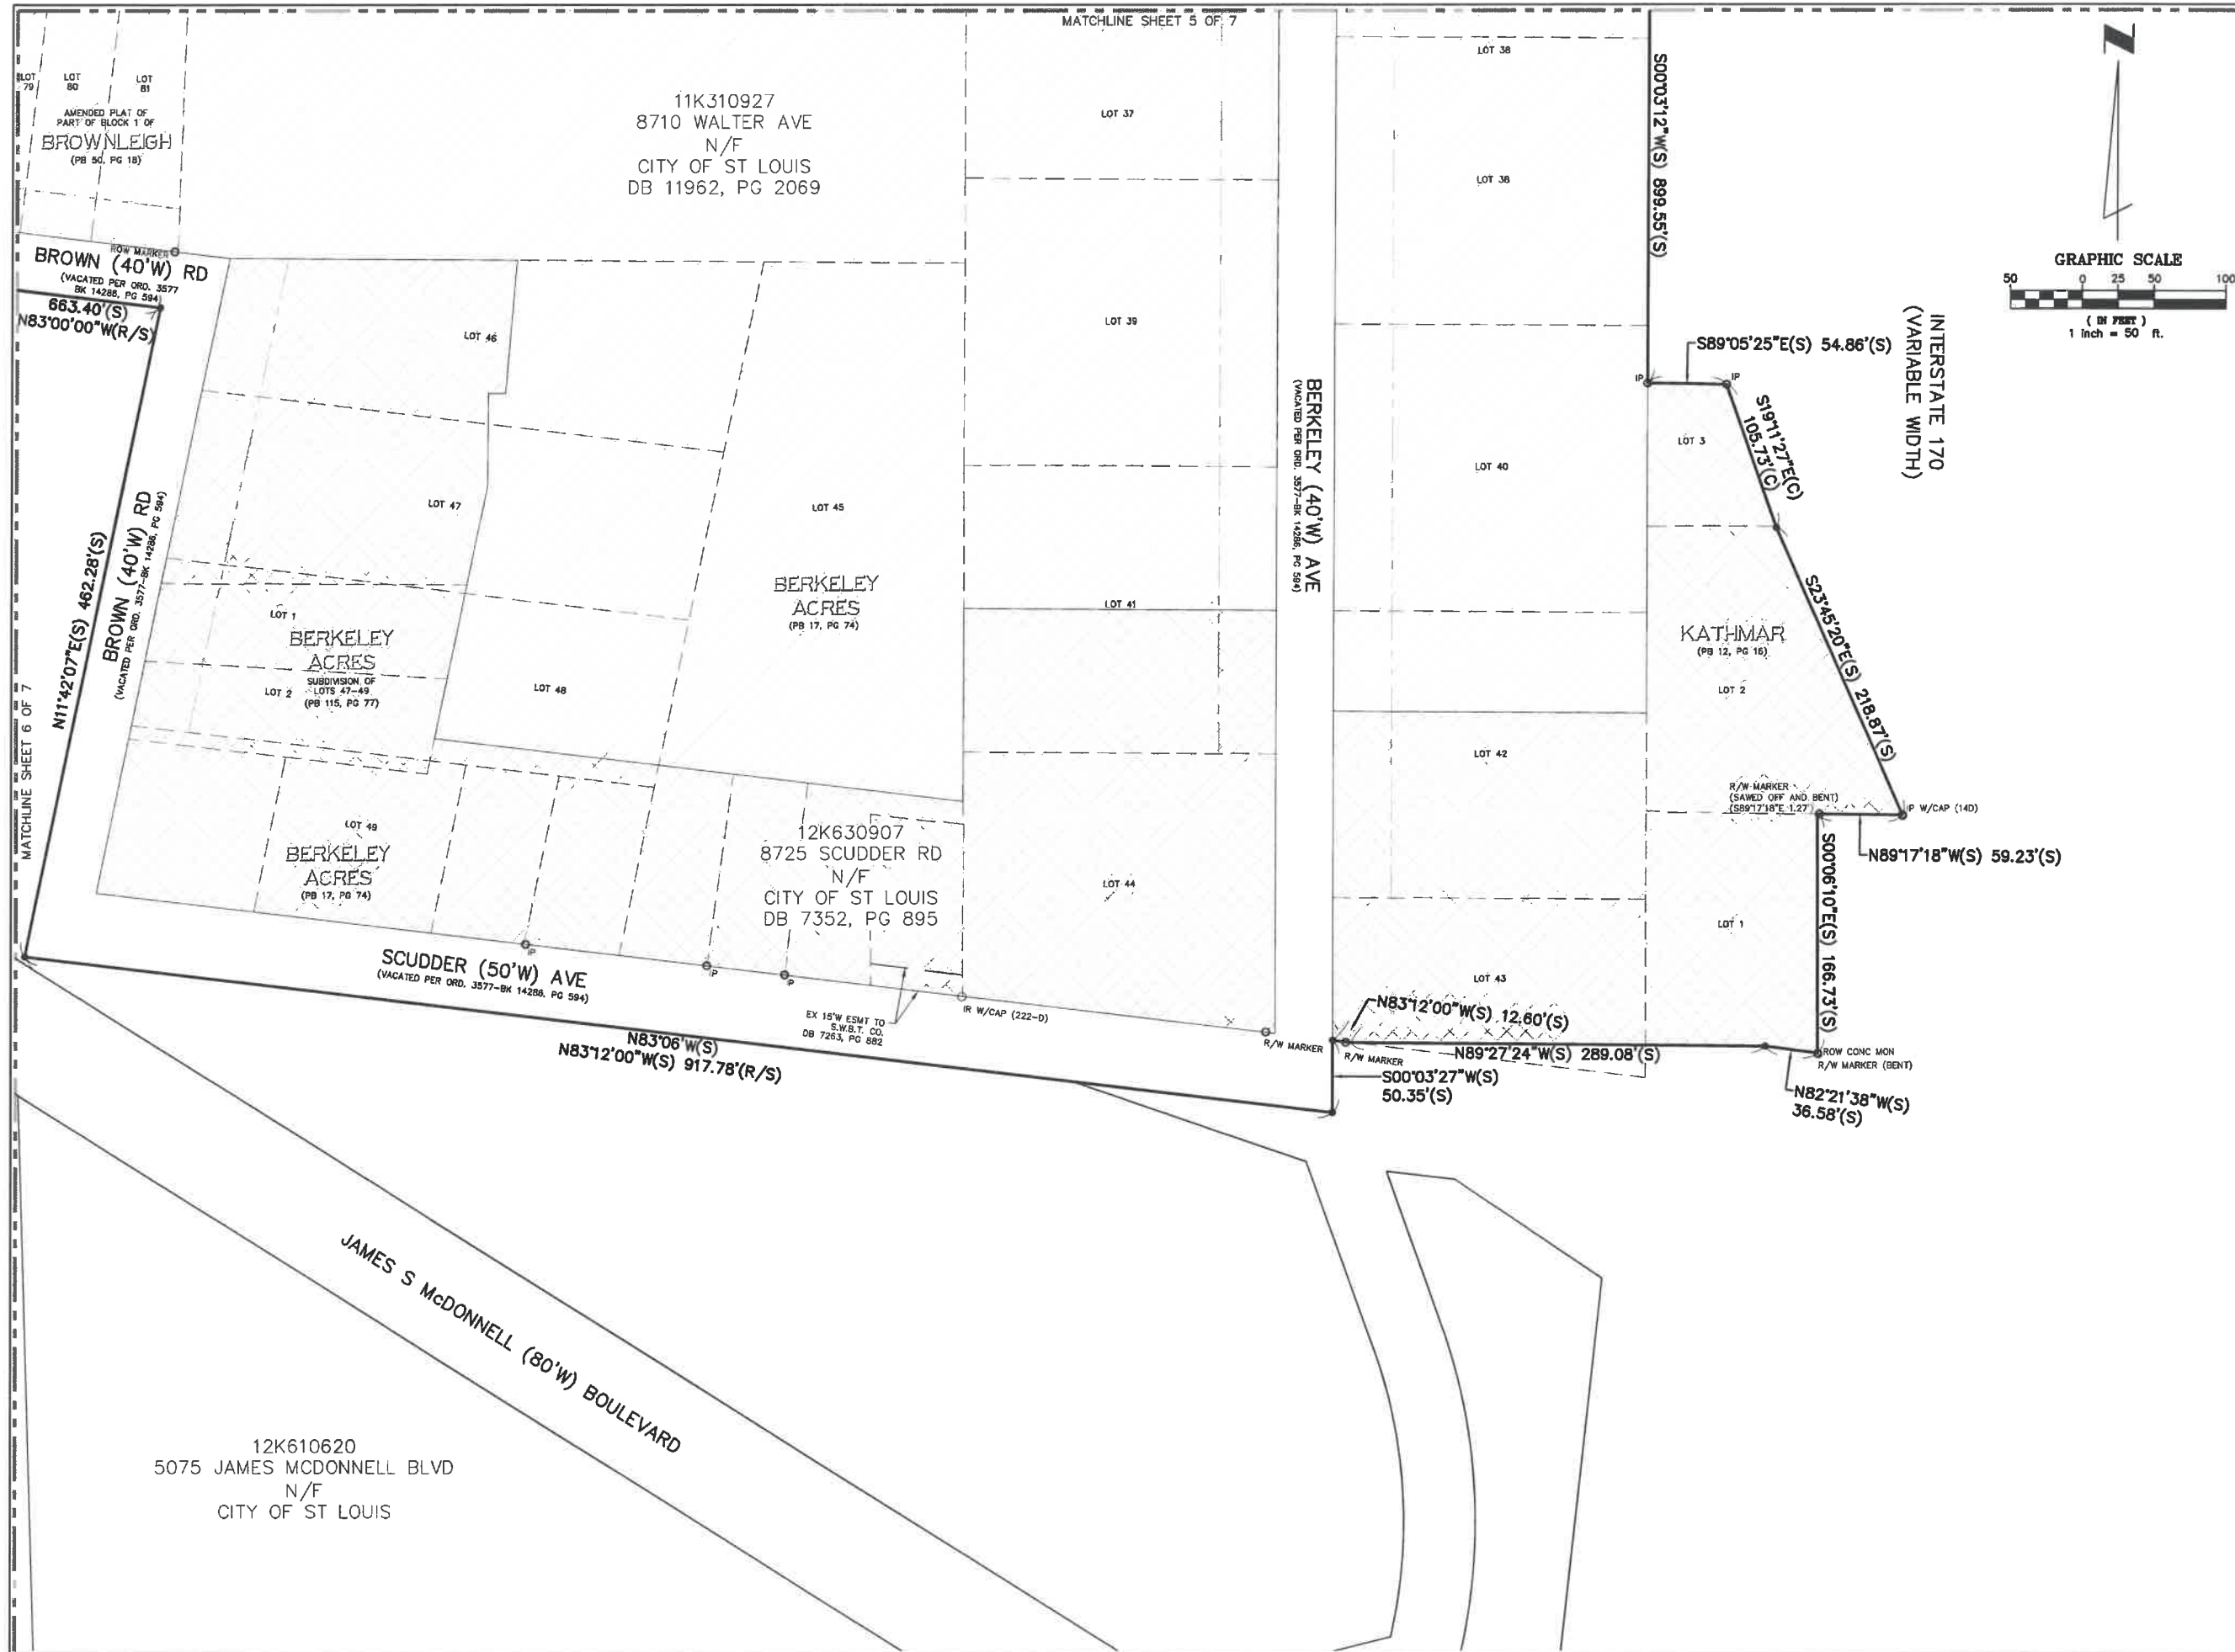 MATCHLINE SHEET 5 OF 7
LOT 79
LOT 80
LOT 81
AMENDED PLAT OF
PART OF BLOCK 1 OF
BROWNLEIGH
(PB 50, PG 18)
11K310927
8710 WALTER AVE
N/F
CITY OF ST LOUIS
DB 11962, PG 2069
LOT 37
LOT 38
LOT 38
S00°03'12"W(S) 899.55'(S)
N
GRAPHIC SCALE
50 0 25 50 100
( IN FEET )
1 inch = 50 ft.
ROW MARKER
BROWN (40'W) RD
(VACATED PER ORD. 3577
BK 14286, PG 594)
663.40'(S)
N83°00'00"W(R/S)
LOT 46
LOT 39
BERKELEY (40'W) AVE
(VACATED PER ORD. 3577-BK 14286, PG 594)
S89°05'25"E(S) 54.86'(S)
IP
IP
INTERSTATE 170
(VARIABLE WIDTH)
S19°11'27"E(C)
105.73'(C)
LOT 3
LOT 40
LOT 47
LOT 45
BROWN (40'W) RD
(VACATED PER ORD. 3577-BK 14286, PG 594)
N11°42'07"E(S) 462.28'(S)
MATCHLINE SHEET 6 OF 7
LOT 1
BERKELEY
ACRES
SUBDIVISION OF
LOTS 47-49
(PB 115, PG 77)
LOT 2
LOT 48
BERKELEY
ACRES
(PB 17, PG 74)
LOT 41
KATHMAR
(PB 12, PG 16)
LOT 2
S23°45'20"E(S) 218.87'(S)
LOT 42
R/W MARKER
(SAWED OFF AND BENT)
(S89°17'18"E 1.27')
IP W/CAP (14D)
N89°17'18"W(S) 59.23'(S)
LOT 49
BERKELEY
ACRES
(PB 17, PG 74)
12K630907
8725 SCUDDER RD
N/F
CITY OF ST LOUIS
DB 7352, PG 895
LOT 44
LOT 1
S00°06'10"E(S) 166.73'(S)
LOT 43
IP
IP
IP
SCUDDER (50'W) AVE
(VACATED PER ORD. 3577-BK 14286, PG 594)
EX 15'W ESMT TO
S.W.B.T. CO.
DB 7263, PG 882
IR W/CAP (222-D)
N83°12'00"W(S) 12.60'(S)
R/W MARKER
R/W MARKER
N89°27'24"W(S) 289.08'(S)
ROW CONC MON
R/W MARKER (BENT)
N83°06'W(S)
N83°12'00"W(S) 917.78'(R/S)
S00°03'27"W(S)
50.35'(S)
N82°21'38"W(S)
36.58'(S)
JAMES S McDONNELL (80'W) BOULEVARD
12K610620
5075 JAMES MCDONNELL BLVD
N/F
CITY OF ST LOUIS